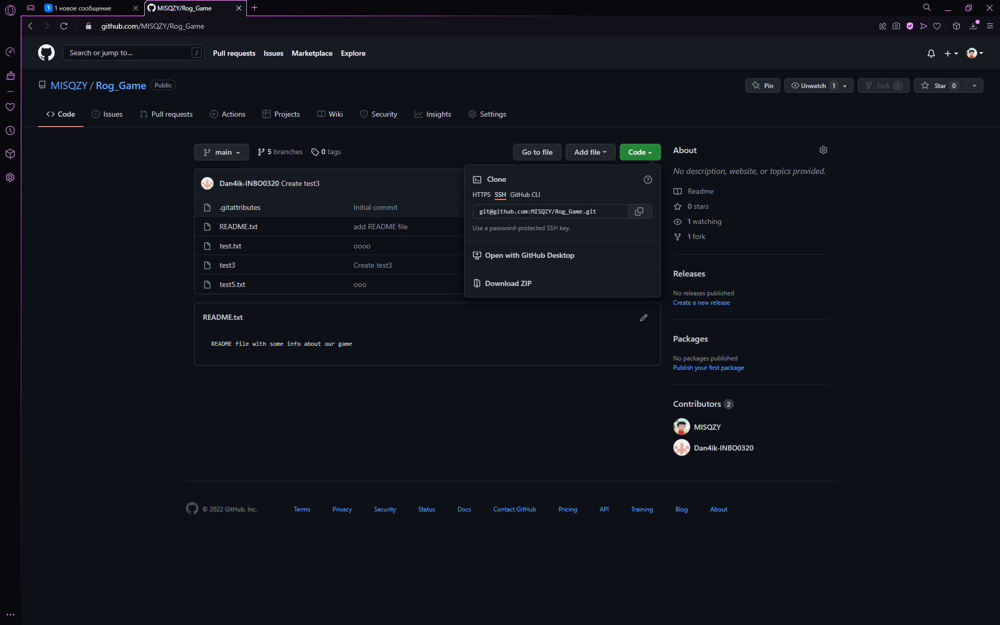 1 1 новое сообщение
MISQZY/Rog_Game
github.com/MISQZY/Rog_Game
Search or jump to... /
Pull requests Issues Marketplace Explore
MISQZY / Rog_Game Public
Pin Unwatch 1 Fork 1 Star 0
Code Issues Pull requests Actions Projects Wiki Security Insights Settings
main 5 branches 0 tags Go to file Add file Code
Dan4ik-INBO0320 Create test3
.gitattributes Initial commit
README.txt add README file
test.txt oooo
test3 Create test3
test5.txt ooo
Clone
HTTPS SSH GitHub CLI
git@github.com:MISQZY/Rog_Game.git
Use a password-protected SSH key.
Open with GitHub Desktop
Download ZIP
README.txt
README file with some info about our game
About
No description, website, or topics provided.
Readme
0 stars
1 watching
1 fork
Releases
No releases published
Create a new release
Packages
No packages published
Publish your first package
Contributors 2
MISQZY
Dan4ik-INBO0320
© 2022 GitHub, Inc. Terms Privacy Security Status Docs Contact GitHub Pricing API Training Blog About